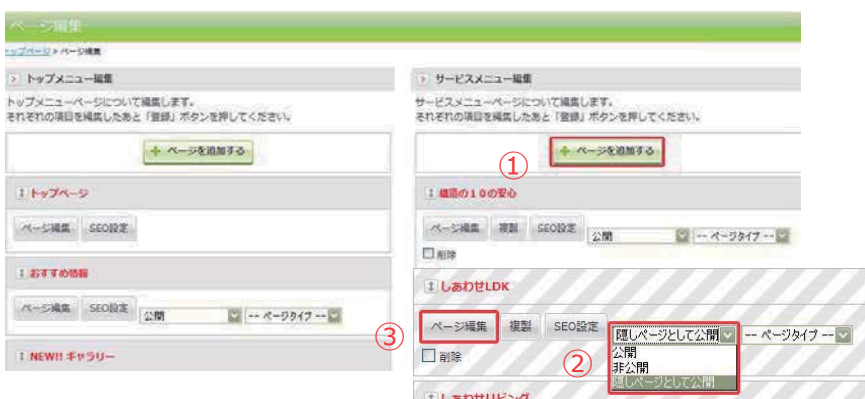 ページ編集
トップページ > ページ編集
トップメニュー編集
トップメニューページについて編集します。
それぞれの項目を編集したあと「登録」ボタンを押してください。
ページを追加する
トップページ
ページ編集 SEO設定
おすすめ情報
ページ編集 SEO設定 公開 -- ページタイプ --
NEW!! ギャラリー
サービスメニュー編集
サービスメニューページについて編集します。
それぞれの項目を編集したあと「登録」ボタンを押してください。
① ページを追加する
構造の10の安心
ページ編集 複製 SEO設定 公開 -- ページタイプ --
削除
しあわせLDK
③ ページ編集 複製 SEO設定 隠しページとして公開 -- ページタイプ --
削除
② 公開
非公開
隠しページとして公開
しあわせリビング